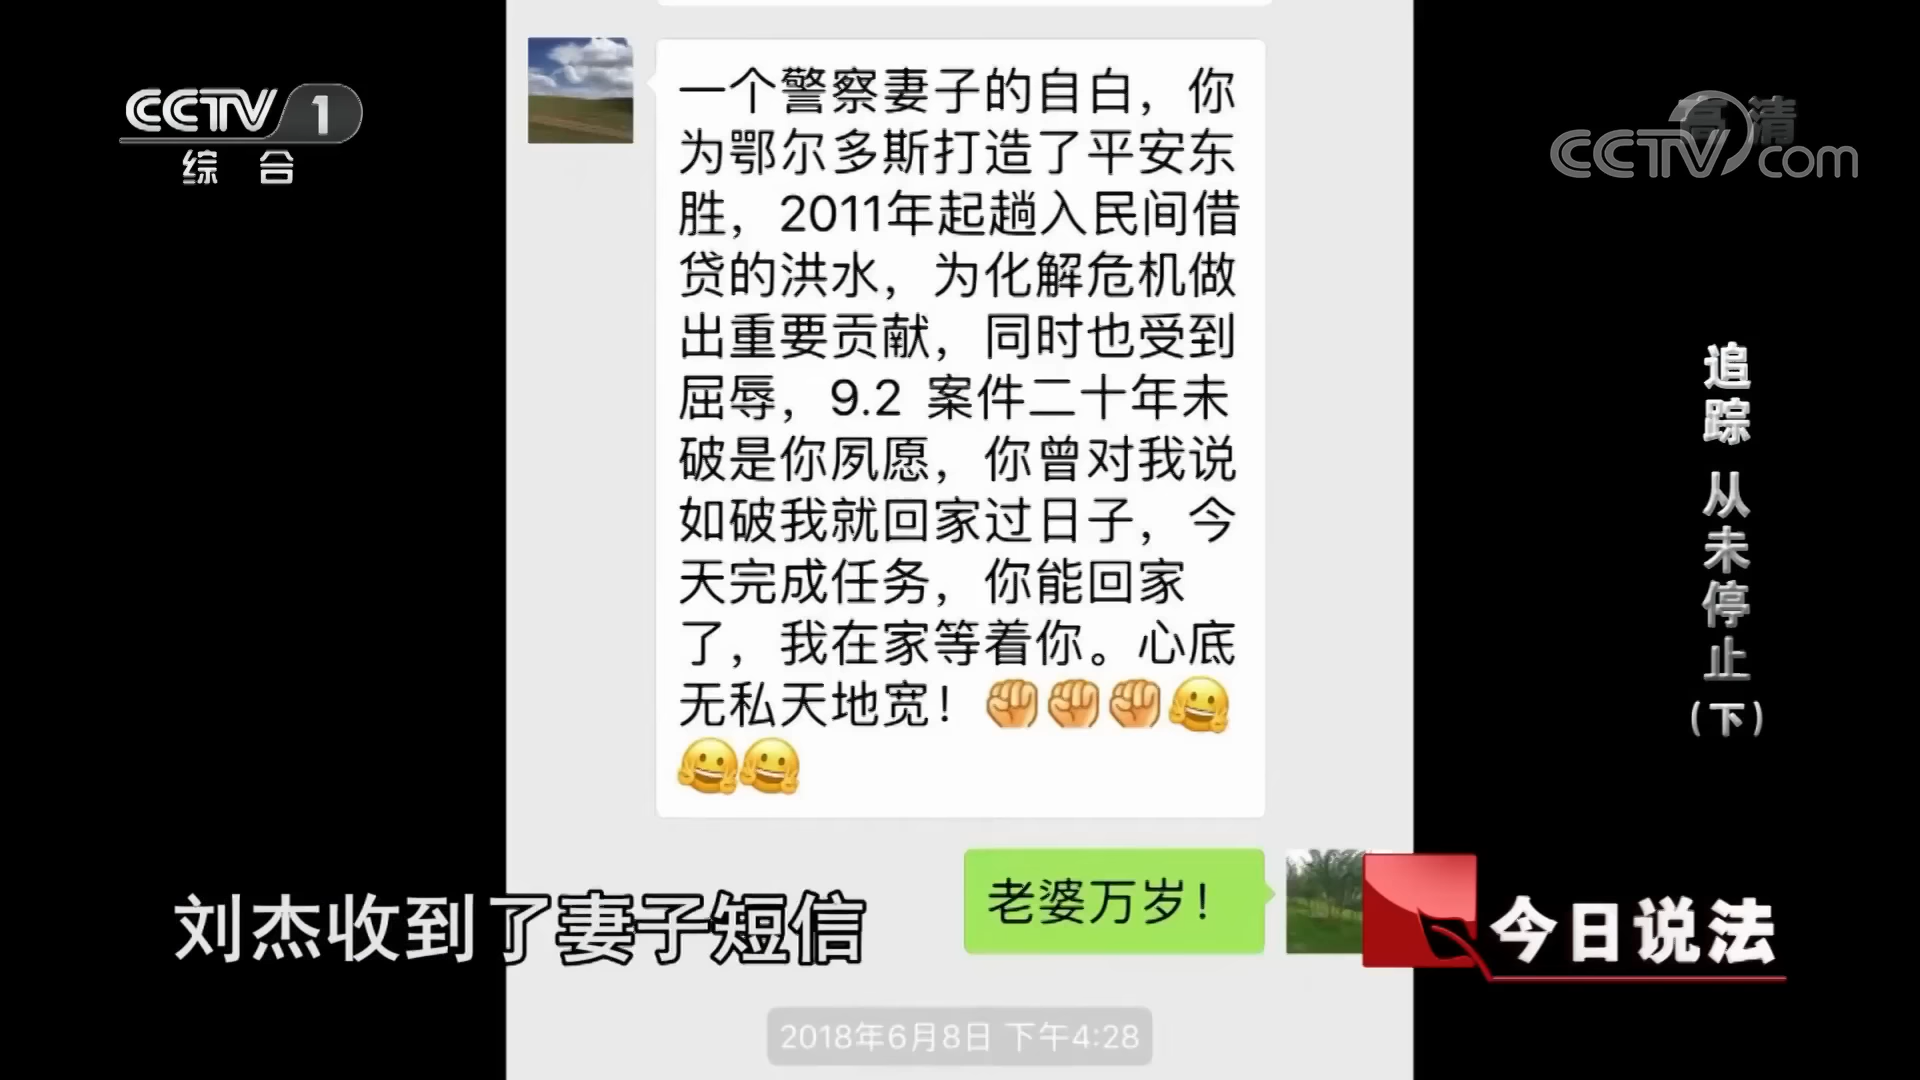 CCTV 1
综 合
高清
CCTV.com
一个警察妻子的自白，你
为鄂尔多斯打造了平安东
胜，2011年起趟入民间借
贷的洪水，为化解危机做
出重要贡献，同时也受到
屈辱，9.2 案件二十年未
破是你夙愿，你曾对我说
如破我就回家过日子，今
天完成任务，你能回家
了，我在家等着你。心底
无私天地宽！✊✊✊🤗
🤗🤗
老婆万岁！
2018年6月8日 下午4:28
追踪 从未停止（下）
刘杰收到了妻子短信
今日说法